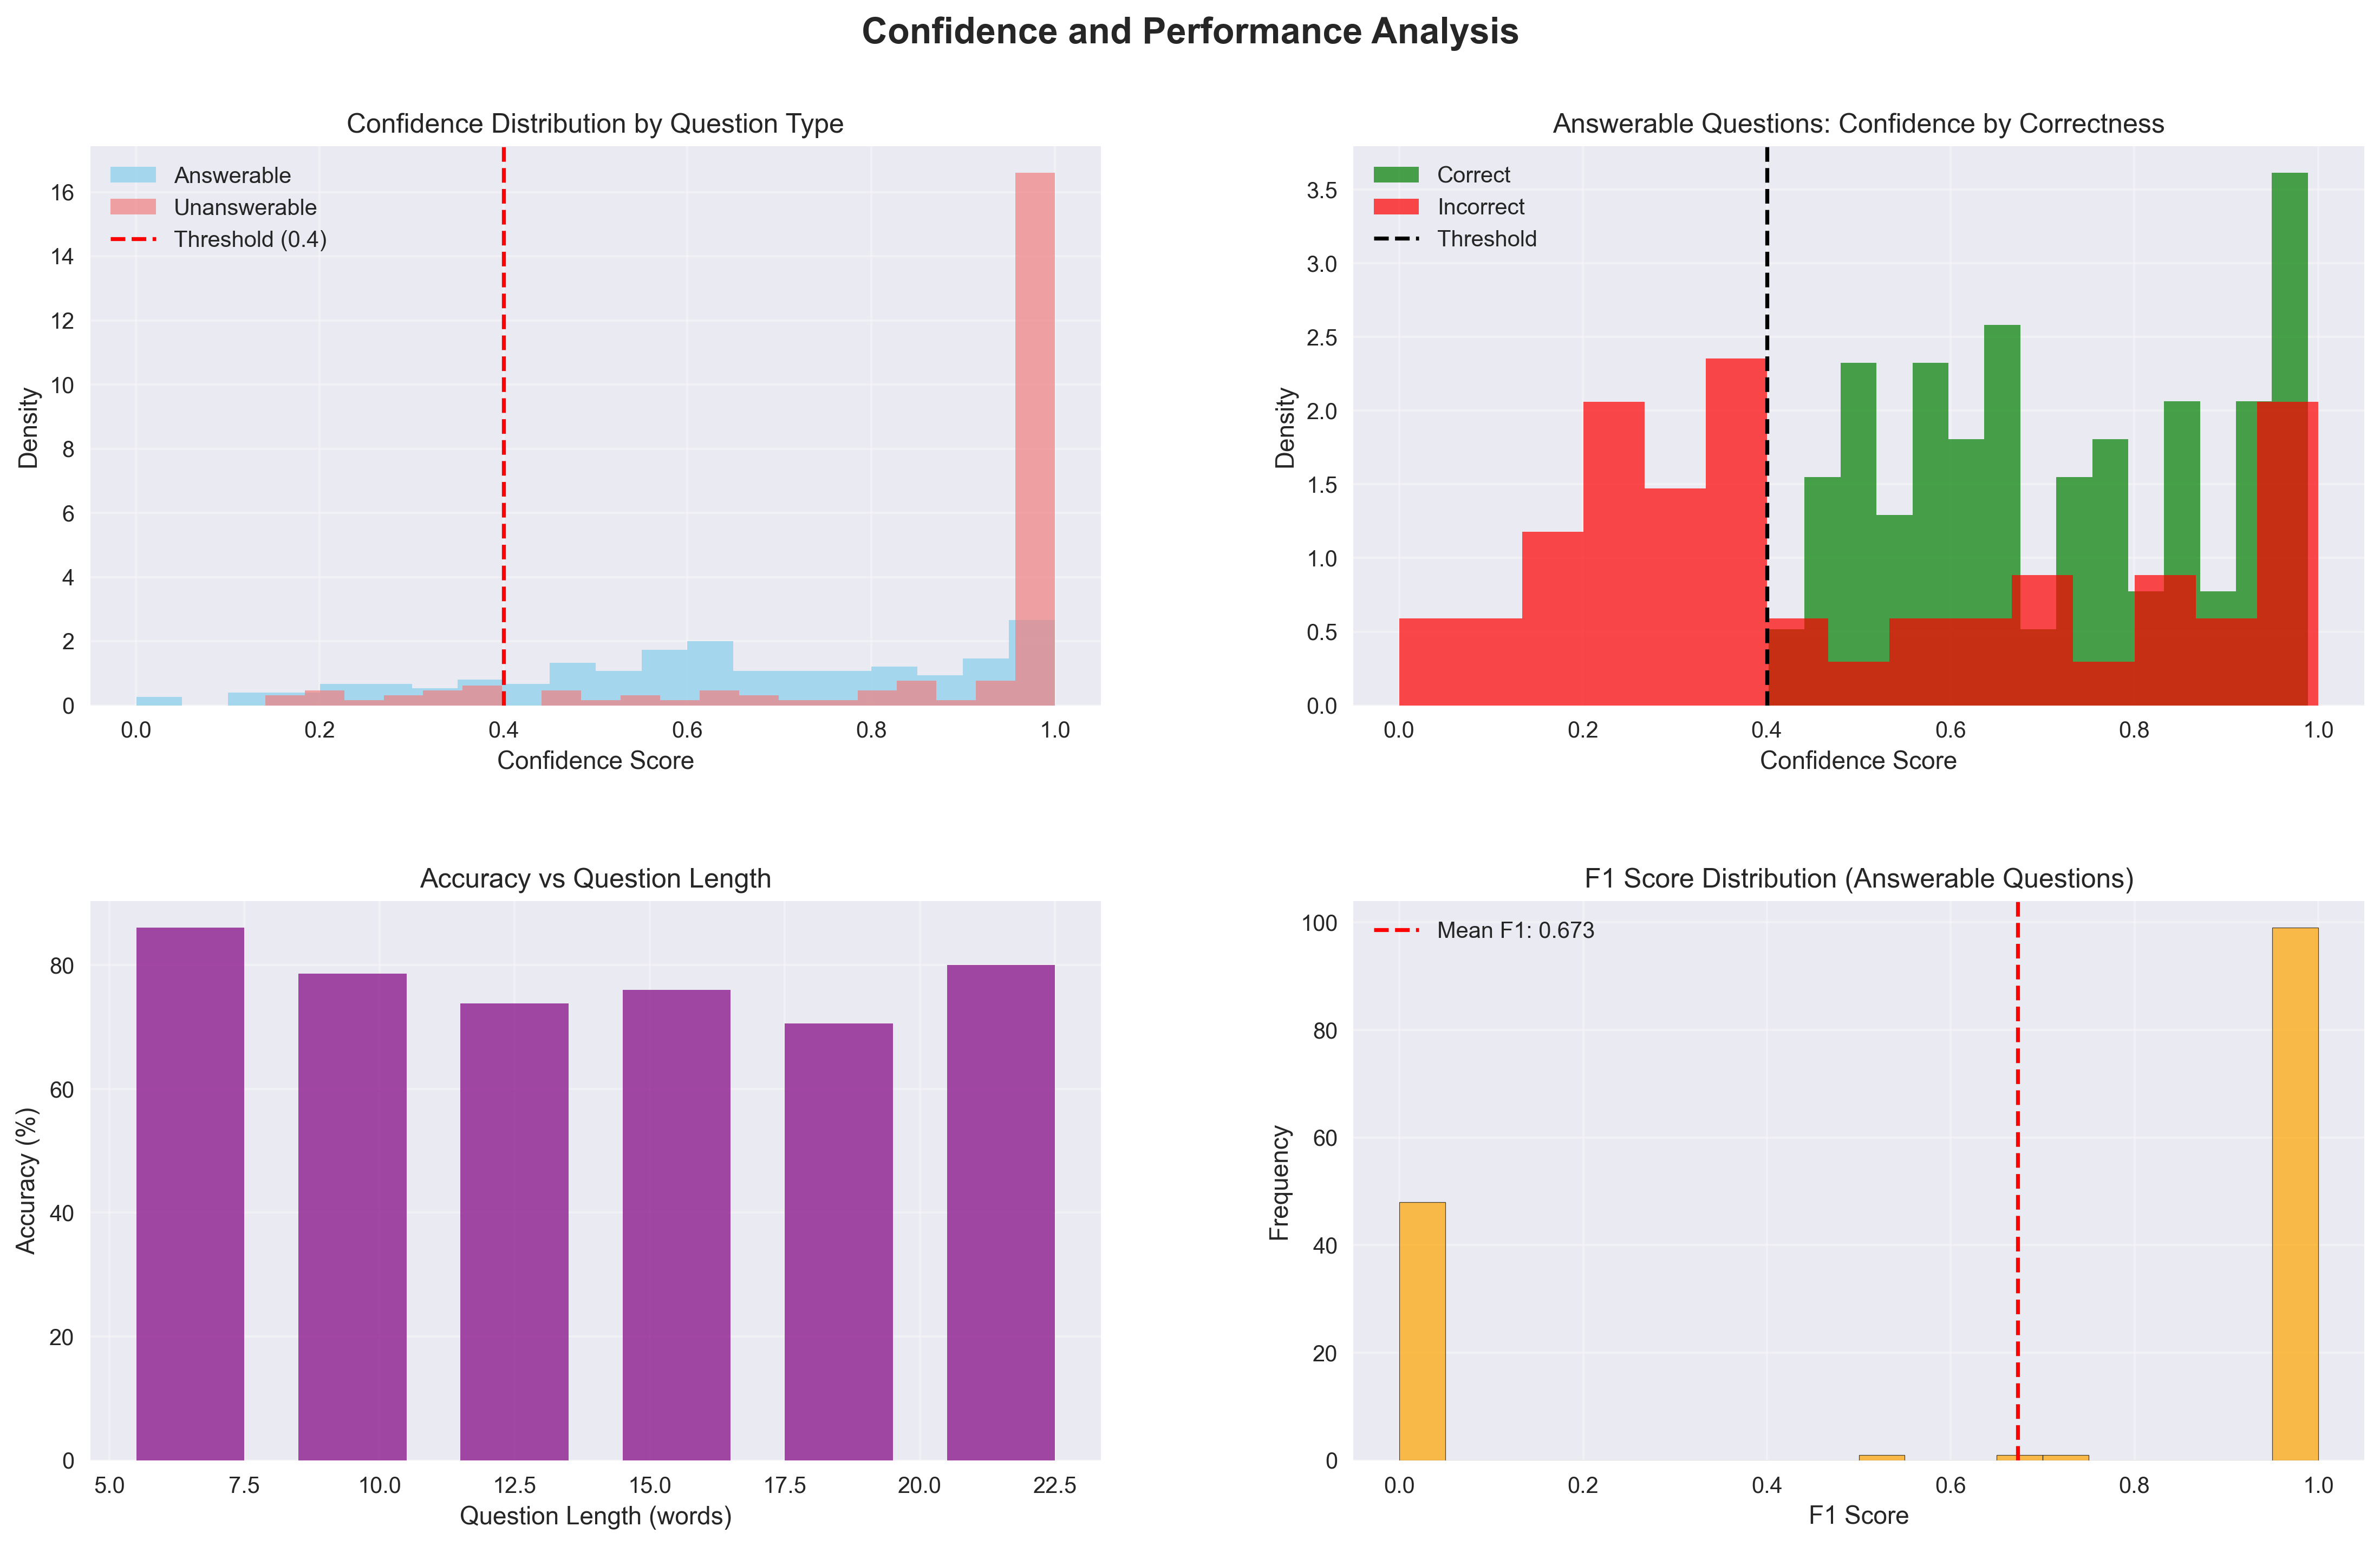 Confidence and Performance Analysis
Confidence Distribution by Question Type
Answerable
Unanswerable
Threshold (0.4)
Density
16
14
12
10
8
6
4
2
0
0.0 0.2 0.4 0.6 0.8 1.0
Confidence Score
Answerable Questions: Confidence by Correctness
Correct
Incorrect
Threshold
Density
3.5
3.0
2.5
2.0
1.5
1.0
0.5
0.0
0.0 0.2 0.4 0.6 0.8 1.0
Confidence Score
Accuracy vs Question Length
Accuracy (%)
80
60
40
20
0
5.0 7.5 10.0 12.5 15.0 17.5 20.0 22.5
Question Length (words)
F1 Score Distribution (Answerable Questions)
Mean F1: 0.673
Frequency
100
80
60
40
20
0
0.0 0.2 0.4 0.6 0.8 1.0
F1 Score